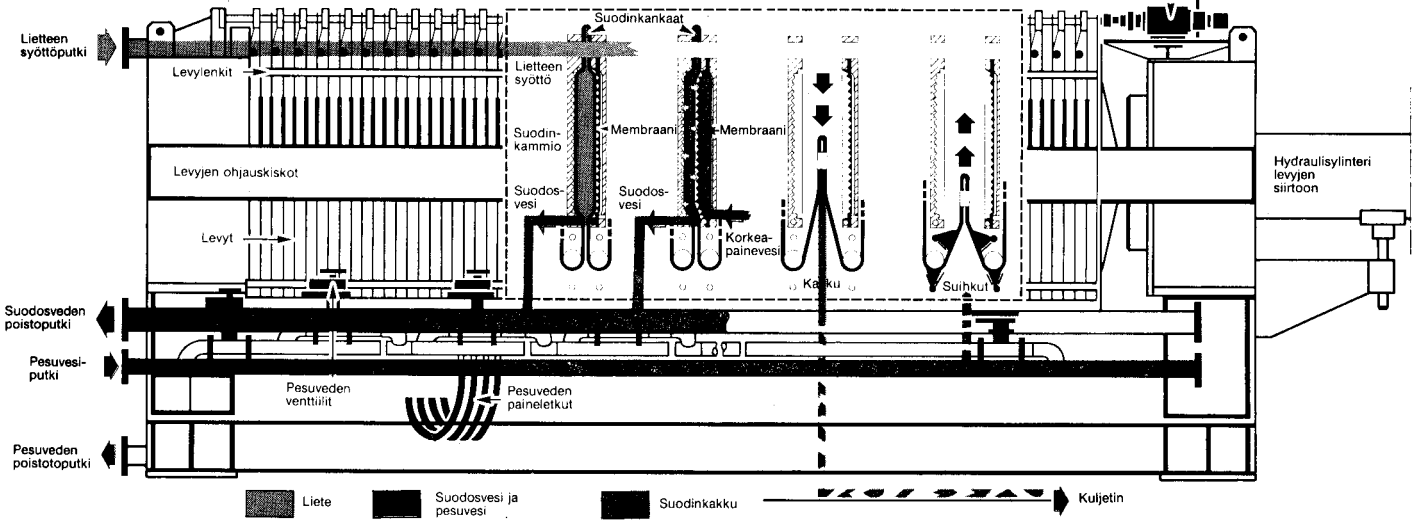 Suodinkankaat
Lietteen
syöttöputki
Levylenkit
Lietteen
syöttö
Membraani
Membraani
Suodin-
kammio
Levyjen ohjauskiskot
Hydraulisylinteri
levyjen
siirtoon
Suodos-
vesi
Suodos-
vesi
Levyt
Korkea-
painevesi
Kakku
Suihkut
Suodosveden
poistoputki
Pesuvesi-
putki
Pesuveden
venttiilit
Pesuveden
paineletkut
Pesuveden
poistotoputki
Liete
Suodosvesi ja
pesuvesi
Suodinkakku
Kuljetin